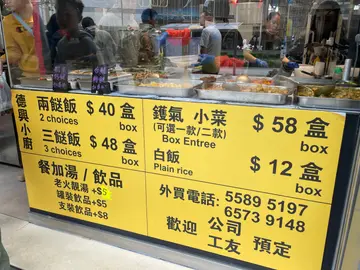 德興小廚
兩餸飯 $40 盒
2 choices box
三餸飯 $48 盒
3 choices box
餐加湯/飲品
老火靚湯+$5
罐裝飲品+$5
支裝飲品+$8
鑊氣 小菜 $58 盒
(可選一款/二款) box
Box Entree
白飯 $12 盒
Plain rice box
外買電話: 5589 5197
6573 9148
歡迎 公司 工友 預定